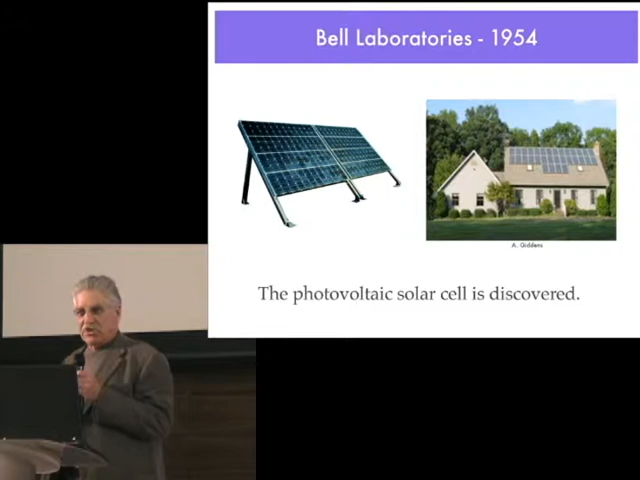 Bell Laboratories - 1954
A. Giddens
The photovoltaic solar cell is discovered.